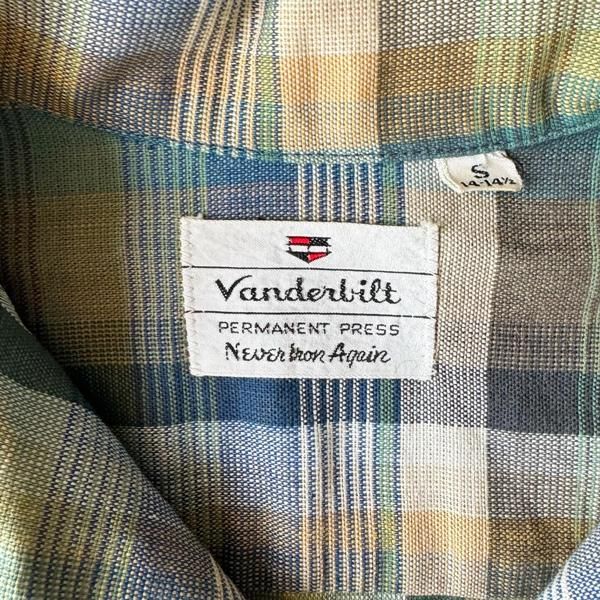 S
14-14½
Vanderbilt
PERMANENT PRESS
Never Iron Again